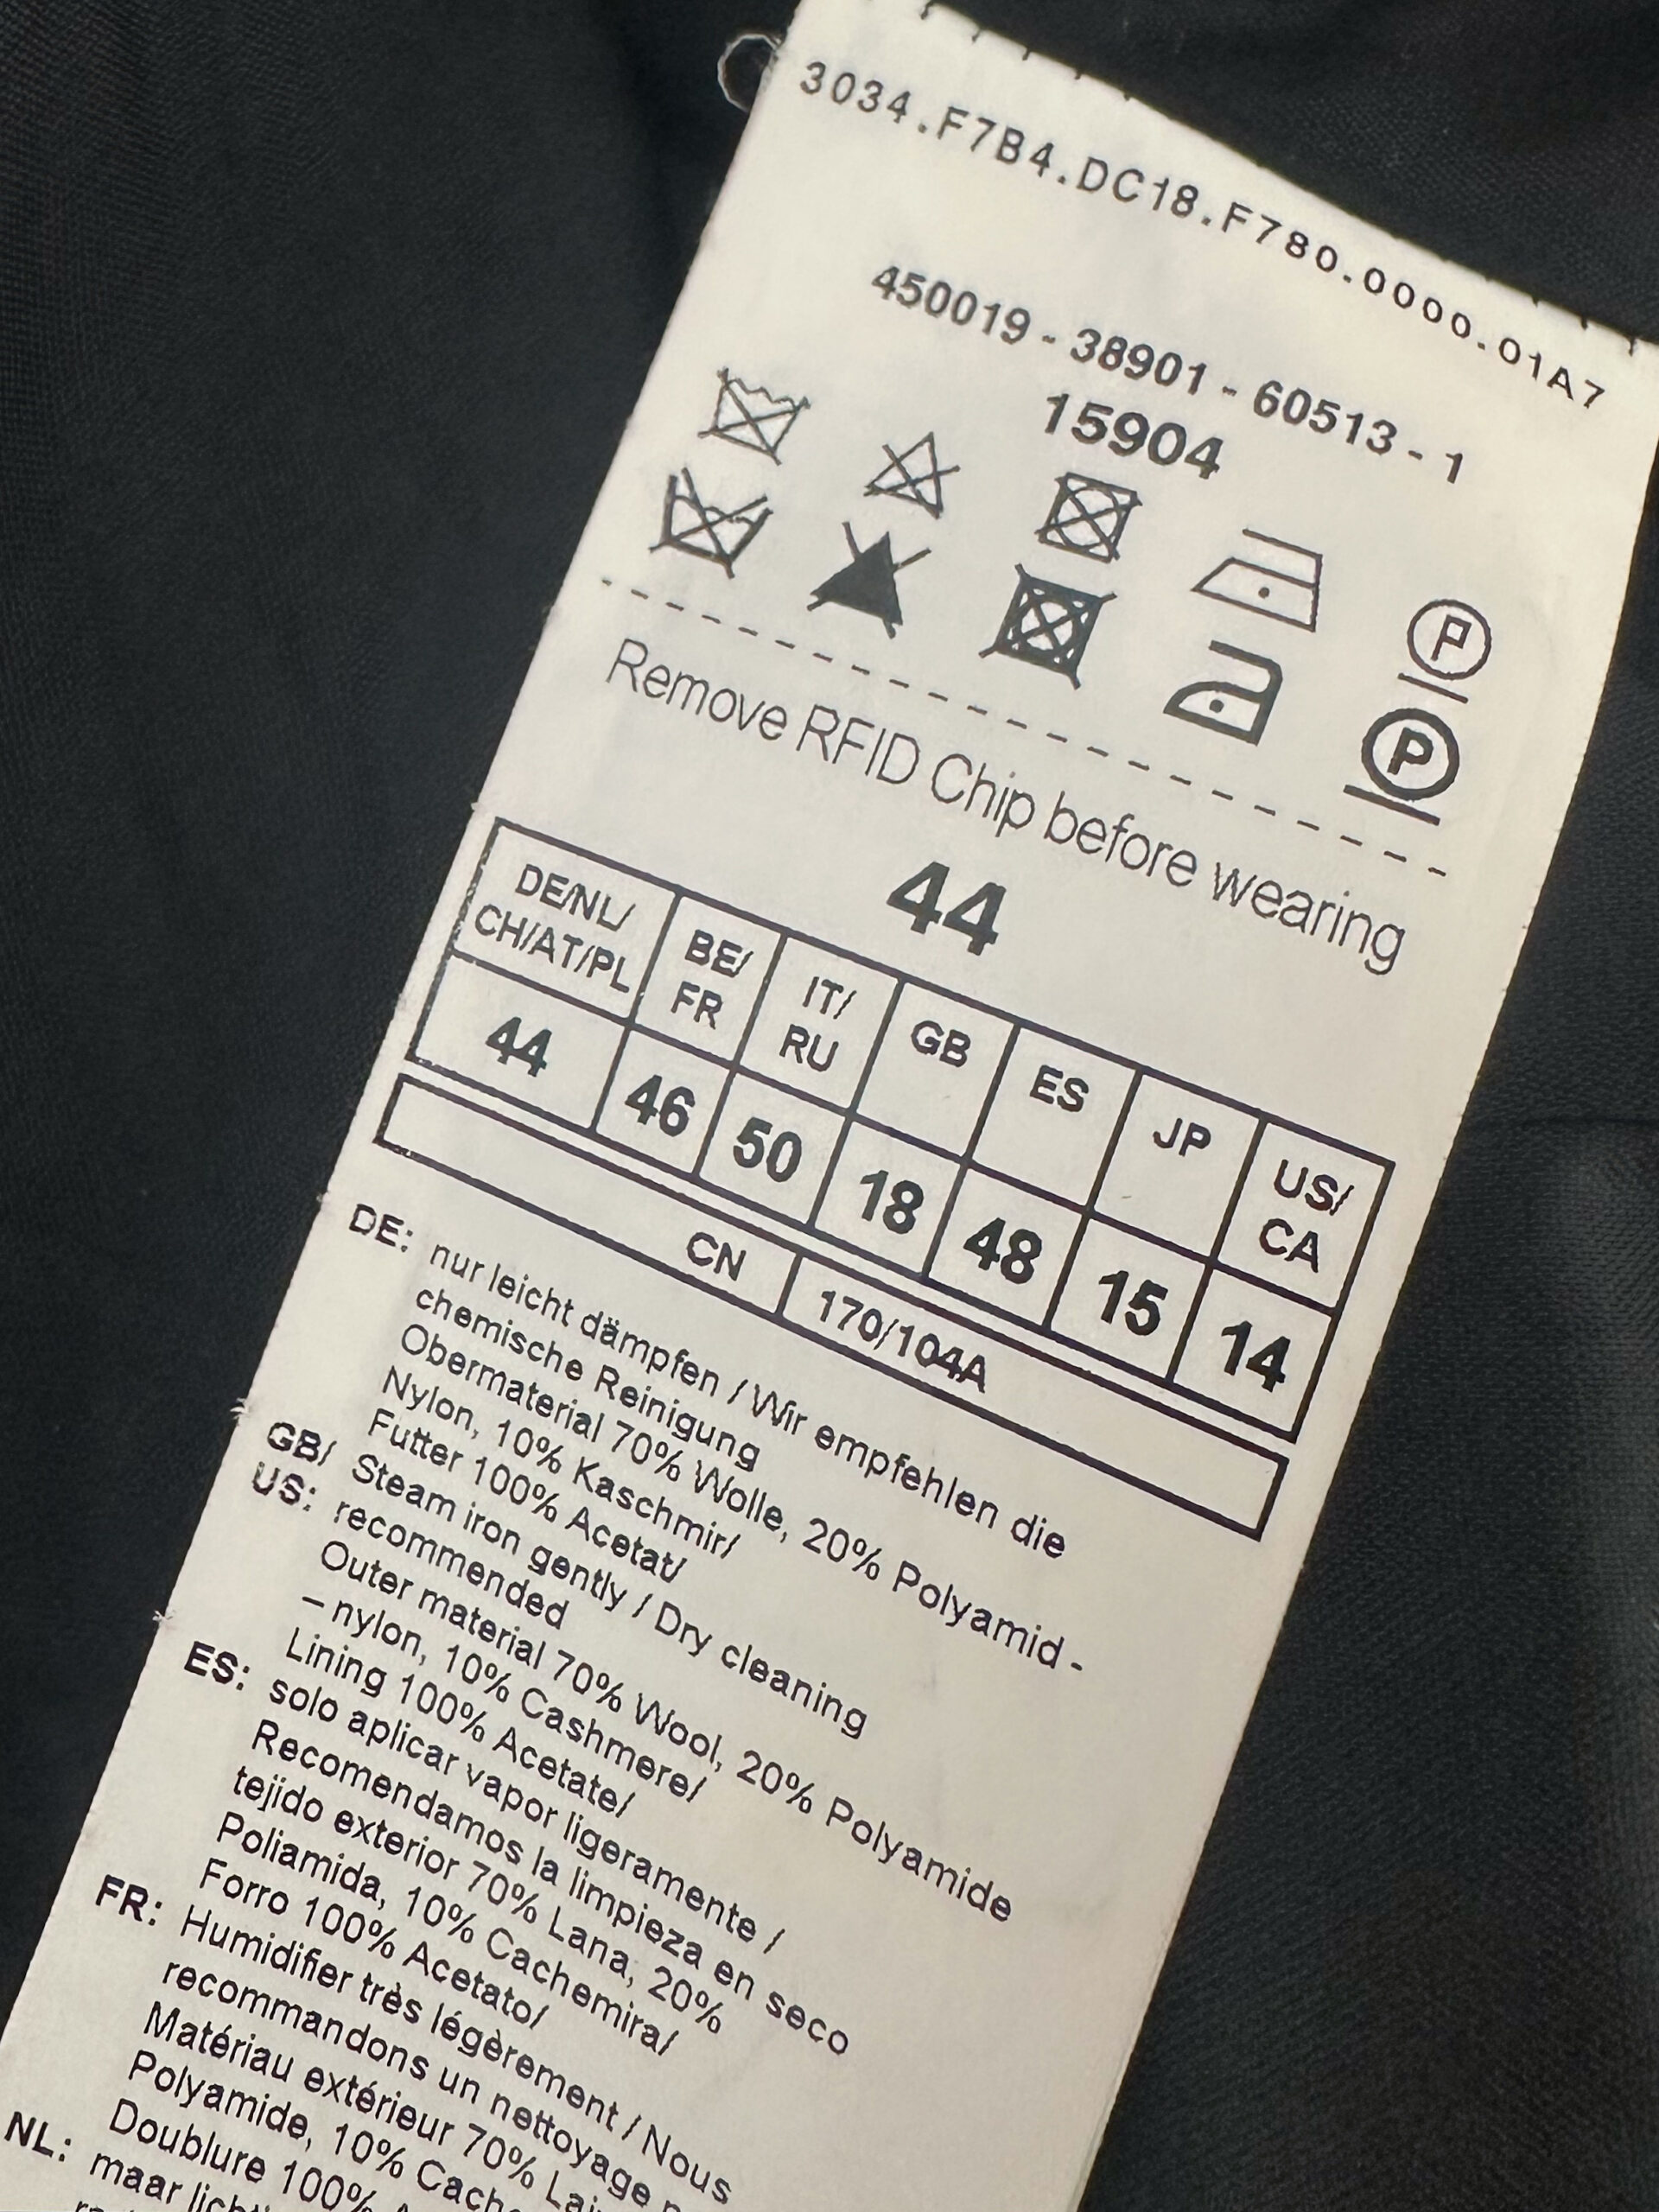 3034.F7B4.DC18.F780.0000.01A7
450019 - 38901 - 60513 - 1
15904
P
P
Remove RFID Chip before wearing
44
DE/NL/ CH/AT/PL BE/ FR IT/ RU GB ES JP US/ CA
44 46 50 18 48 15 14
CN 170/104A
DE: nur leicht dämpfen / Wir empfehlen die
chemische Reinigung
Obermaterial 70% Wolle, 20% Polyamid -
Nylon, 10% Kaschmir/
Futter 100% Acetat/
GB/ Steam iron gently / Dry cleaning
US: recommended
Outer material 70% Wool, 20% Polyamide
– nylon, 10% Cashmere/
Lining 100% Acetate/
ES: solo aplicar vapor ligeramente /
Recomendamos la limpieza en seco
tejido exterior 70% Lana, 20%
Poliamida, 10% Cachemira/
Forro 100% Acetato/
FR: Humidifier très légèrement / Nous
recommandons un nettoyage
Matériau extérieur 70%
Polyamide, 10%
Doublure 100%
NL: maar